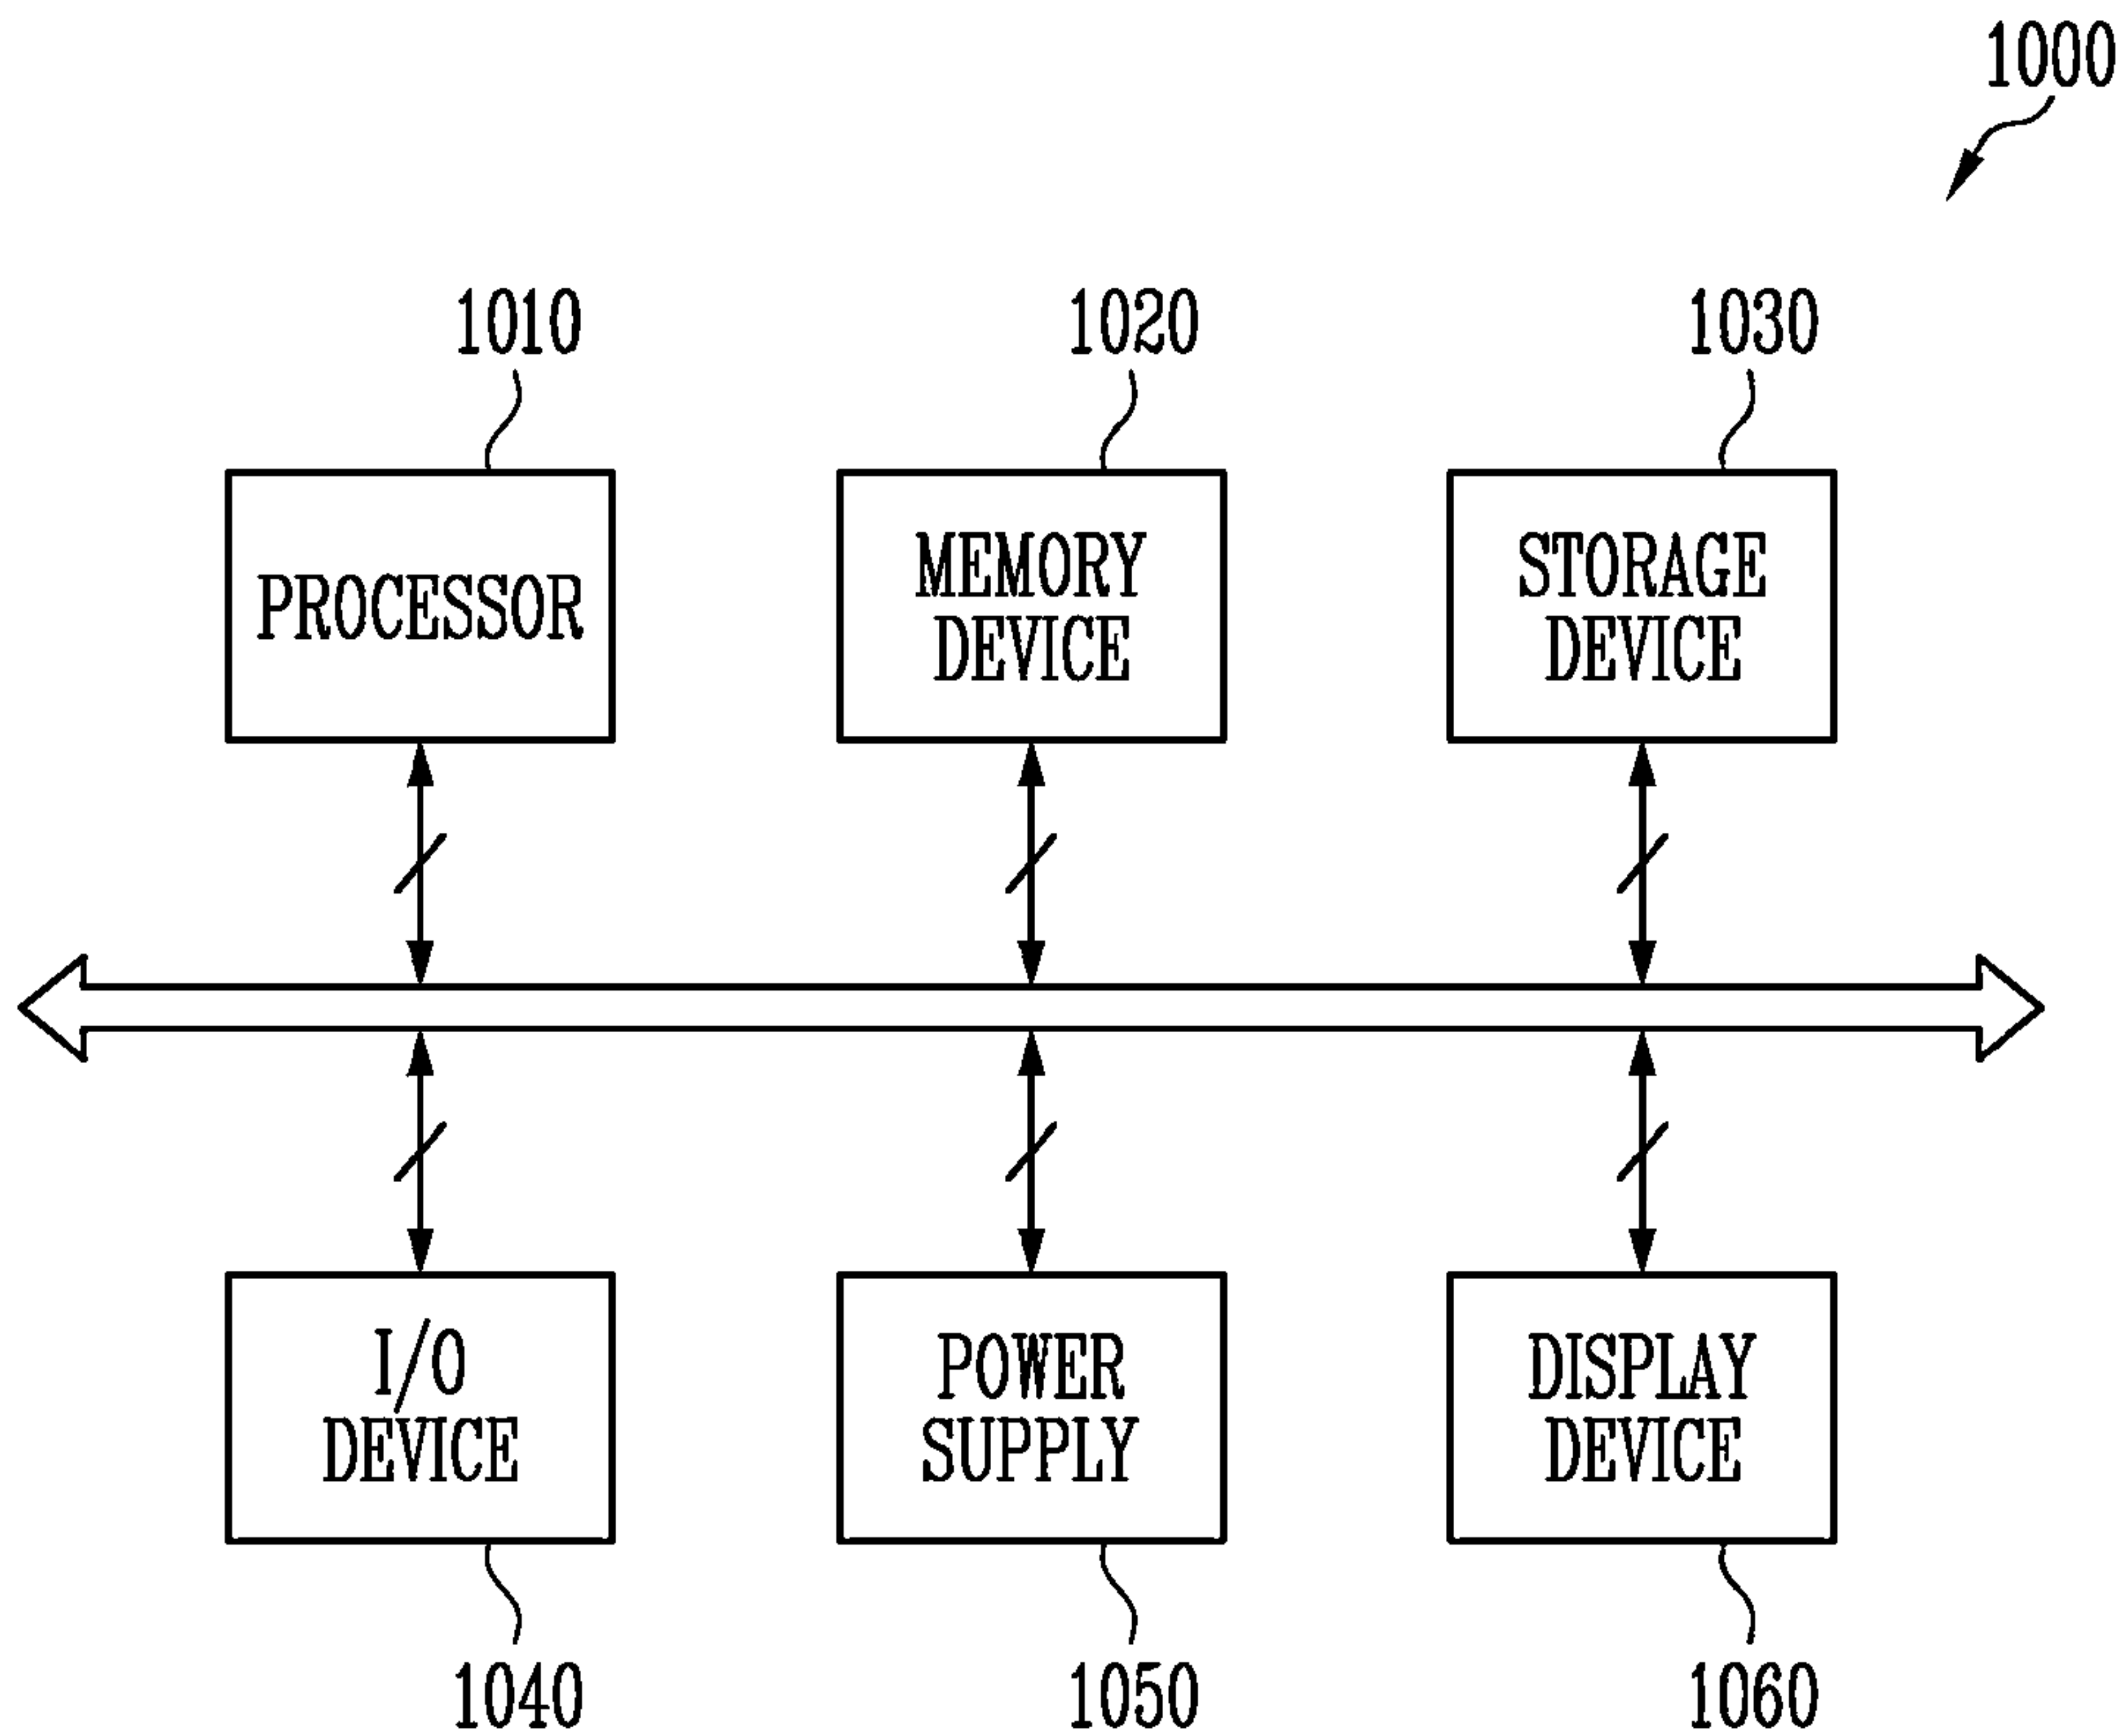 1000
1010
1020
1030
PROCESSOR
MEMORY
DEVICE
STORAGE
DEVICE
I/O
DEVICE
POWER
SUPPLY
DISPLAY
DEVICE
1040
1050
1060